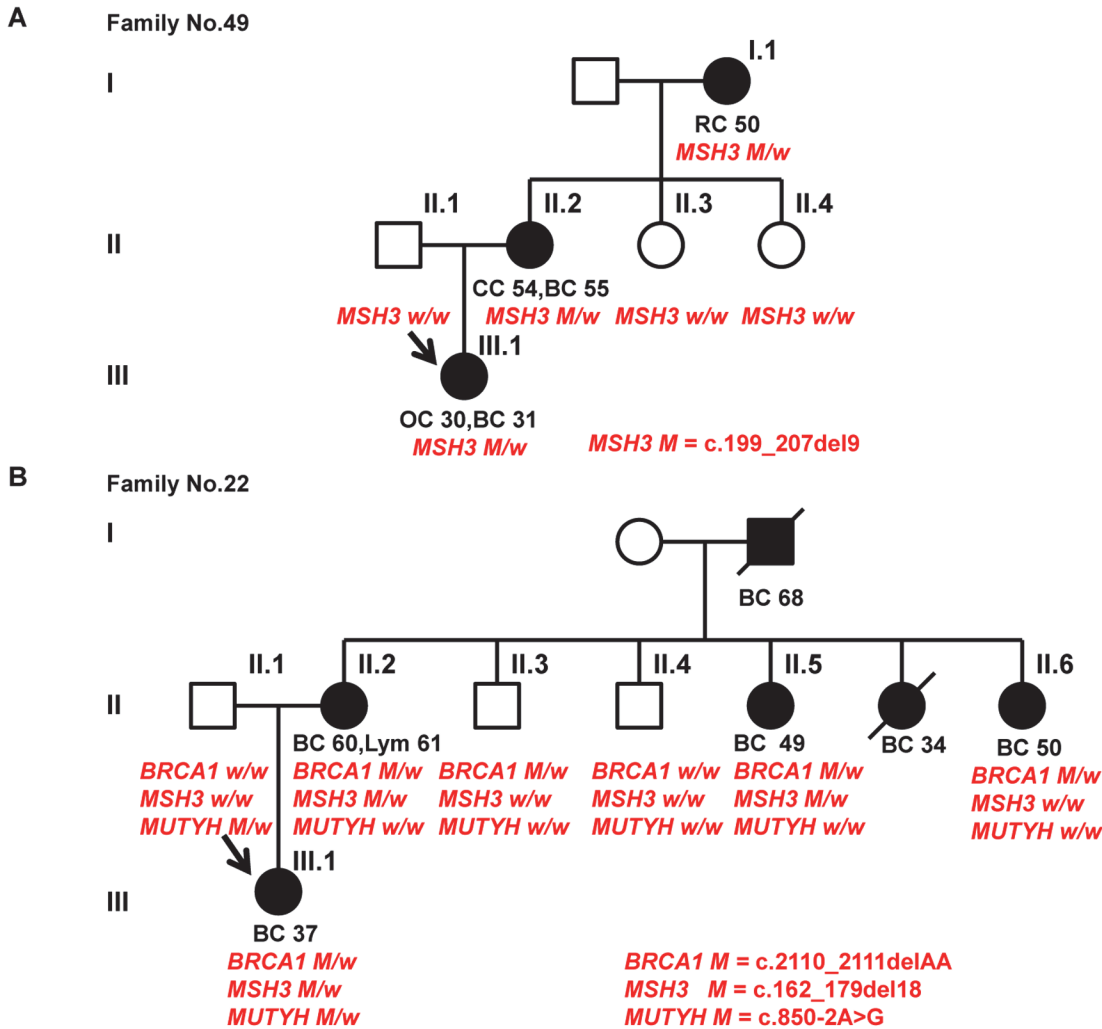 A
Family No.49
I
I.1
RC 50
MSH3 M/w
II.1
II.2
II.3
II.4
II
CC 54,BC 55
MSH3 w/w MSH3 M/w MSH3 w/w MSH3 w/w
III.1
III
OC 30,BC 31
MSH3 M/w
MSH3 M = c.199_207del9
B
Family No.22
I
BC 68
II.1 II.2 II.3 II.4 II.5 II.6
II
BC 60,Lym 61 BC 49 BC 34 BC 50
BRCA1 w/w BRCA1 M/w BRCA1 M/w BRCA1 w/w BRCA1 M/w BRCA1 M/w
MSH3 w/w MSH3 M/w MSH3 w/w MSH3 w/w MSH3 M/w MSH3 w/w
MUTYH M/w MUTYH w/w MUTYH w/w MUTYH w/w MUTYH w/w MUTYH w/w
III.1
III
BC 37
BRCA1 M/w
MSH3 M/w
MUTYH M/w
BRCA1 M = c.2110_2111delAA
MSH3 M = c.162_179del18
MUTYH M = c.850-2A>G